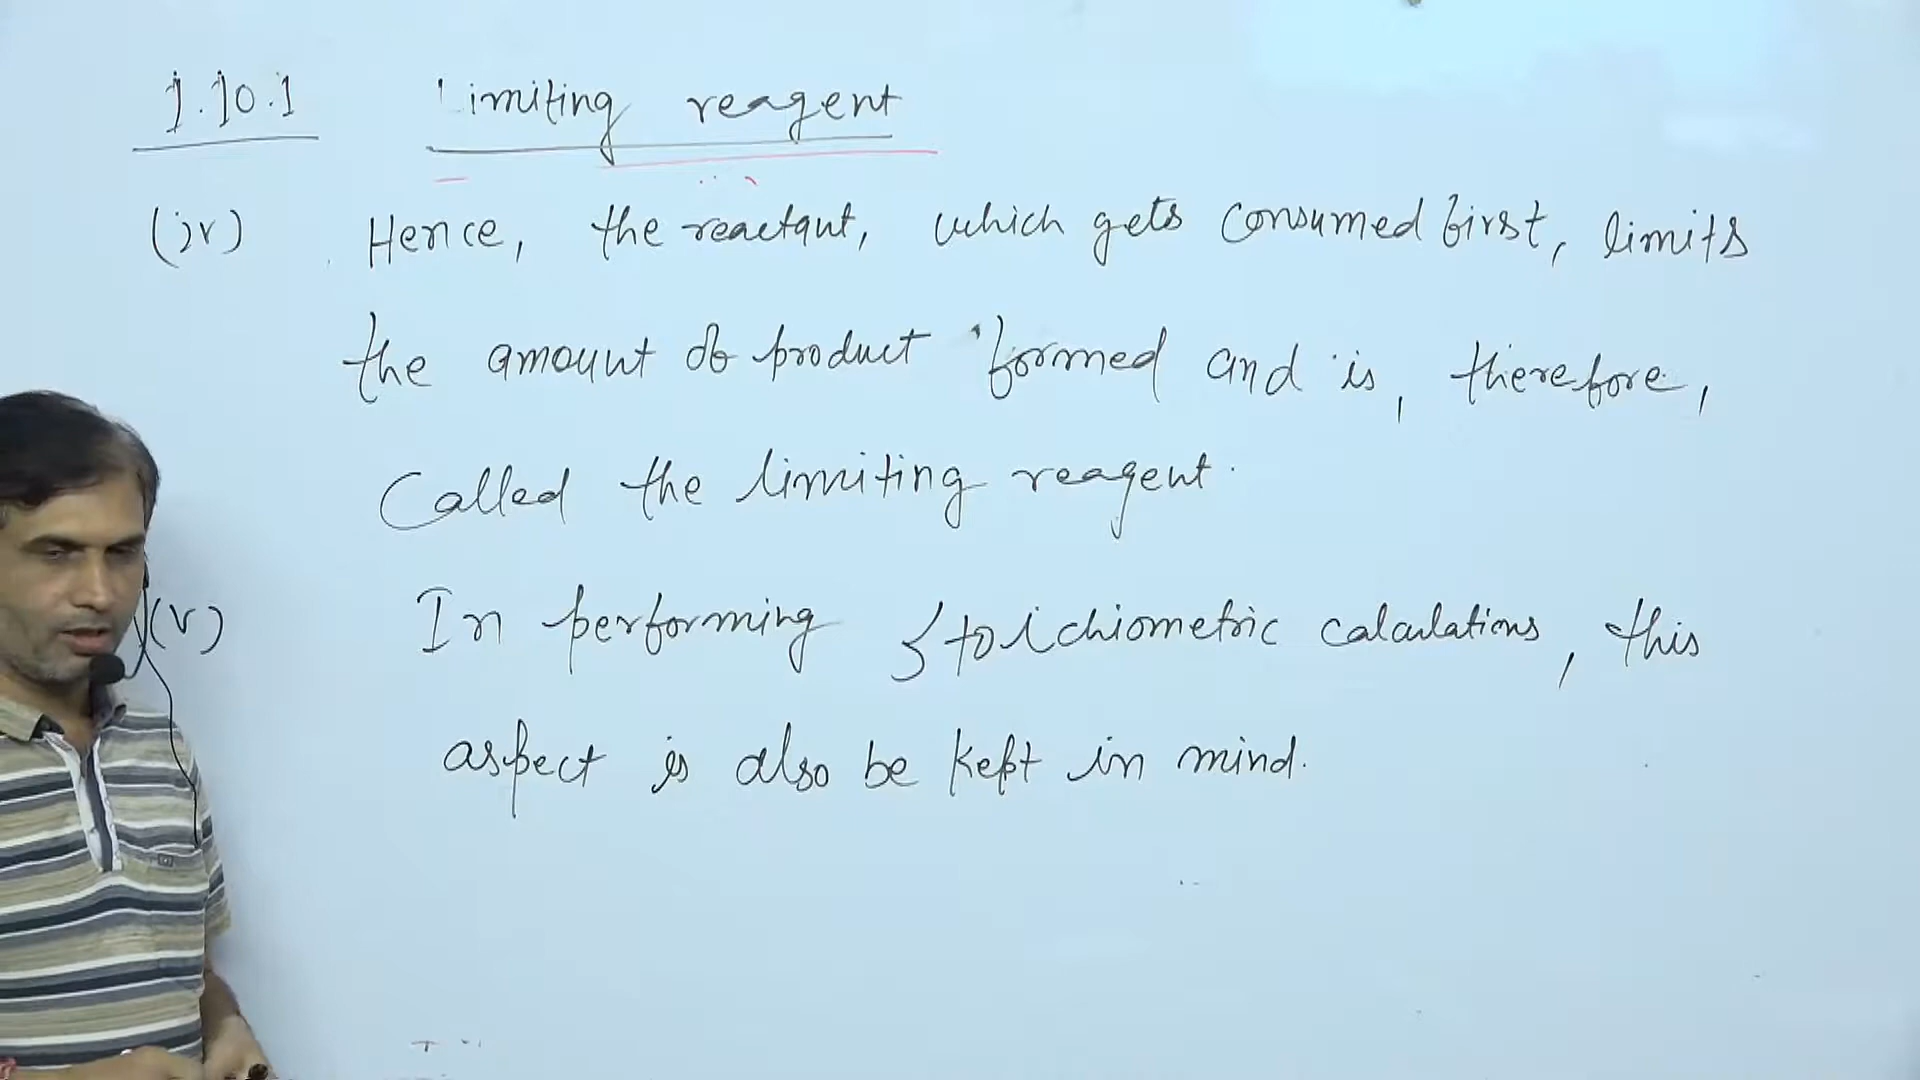 1.10.1 Limiting reagent
(iv) Hence, the reactant, which gets consumed first, limits
the amount of product formed and is, therefore,
Called the limiting reagent.
(v) In performing stoichiometric calculations, this
aspect is also be kept in mind.